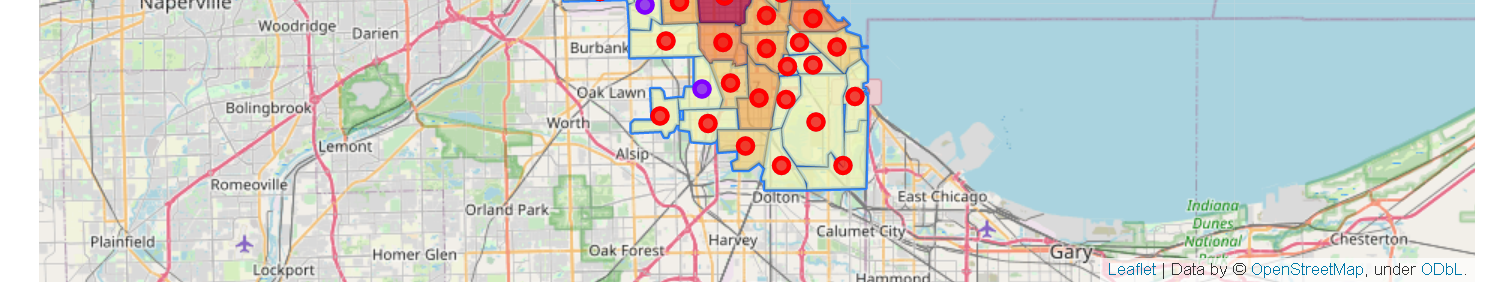 Naperville
Woodridge
Darien
Burbank
Bolingbrook
Oak Lawn
Worth
Lemont
Alsip
Romeoville
Dolton
East Chicago
Orland Park
Indiana
Dunes
National
Park
Plainfield
Harvey
Calumet City
Chesterton
Homer Glen
Oak Forest
Gary
Lockport
Hammond
Leaflet | Data by © OpenStreetMap, under ODbL.